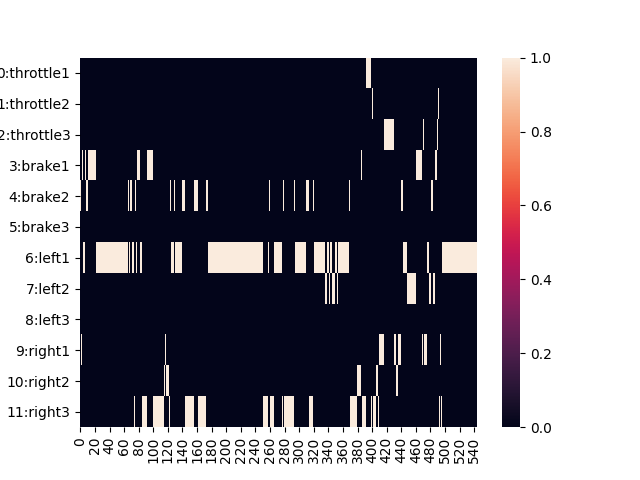 0:throttle1
1:throttle2
2:throttle3
3:brake1
4:brake2
5:brake3
6:left1
7:left2
8:left3
9:right1
10:right2
11:right3
0 20 40 60 80 100 120 140 160 180 200 220 240 260 280 300 320 340 360 380 400 420 440 460 480 500 520 540
1.0
0.8
0.6
0.4
0.2
0.0